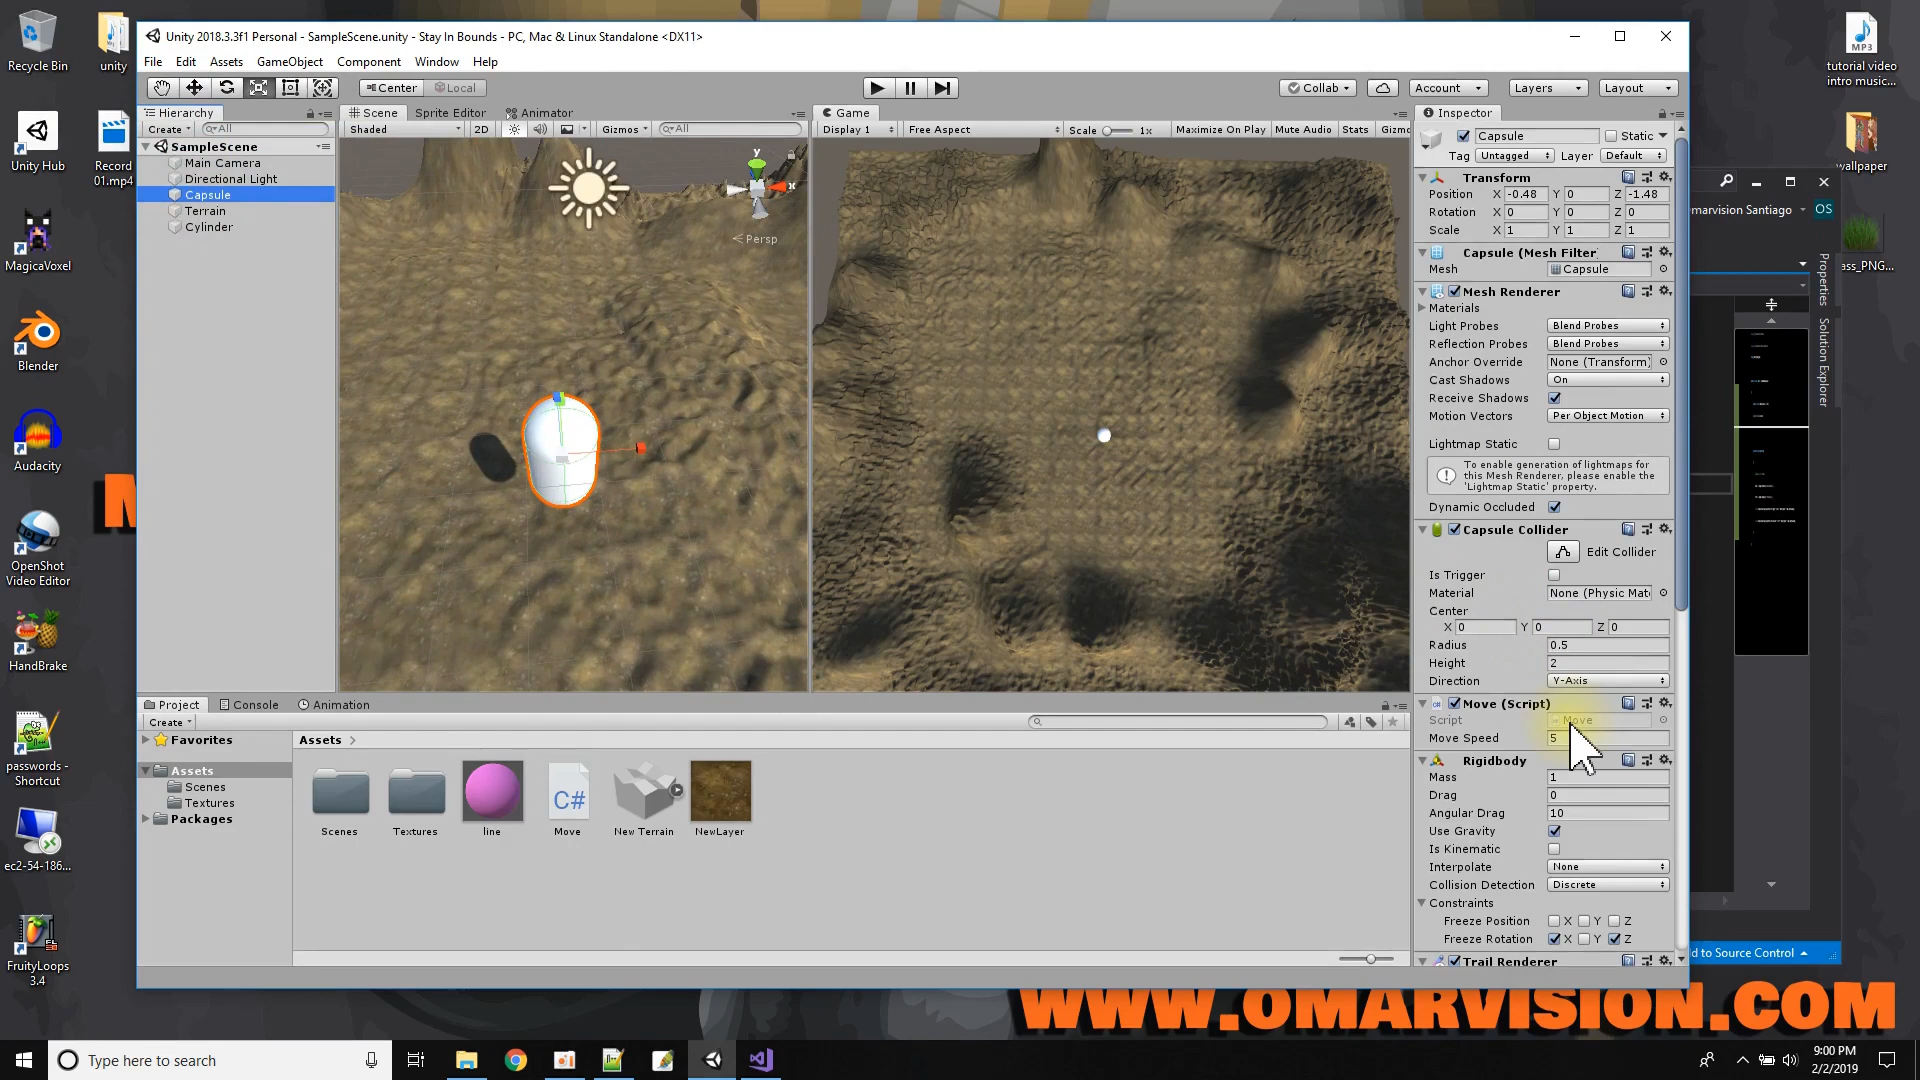 Recycle Bin
unity
Unity Hub
Record
01.mp4
MagicaVoxel
Blender
Audacity
OpenShot
Video Editor
HandBrake
passwords -
Shortcut
ec2-54-186...
FruityLoops
3.4
Unity 2018.3.3f1 Personal - SampleScene.unity - Stay In Bounds - PC, Mac & Linux Standalone <DX11>
File Edit Assets GameObject Component Window Help
Center Local
Collab Account Layers Layout
Hierarchy
Create All
SampleScene
Main Camera
Directional Light
Capsule
Terrain
Cylinder
Scene Sprite Editor Animator
Shaded 2D Gizmos All
y
x
Persp
Game
Display 1 Free Aspect Scale 1x Maximize On Play Mute Audio Stats Gizmo
Inspector
Capsule Static
Tag Untagged Layer Default
Transform
Position X -0.48 Y 0 Z -1.48
Rotation X 0 Y 0 Z 0
Scale X 1 Y 1 Z 1
Capsule (Mesh Filter)
Mesh Capsule
Mesh Renderer
Materials
Light Probes Blend Probes
Reflection Probes Blend Probes
Anchor Override None (Transform)
Cast Shadows On
Receive Shadows
Motion Vectors Per Object Motion
Lightmap Static
To enable generation of lightmaps for
this Mesh Renderer, please enable the
'Lightmap Static' property.
Dynamic Occluded
Capsule Collider
Edit Collider
Is Trigger
Material None (Physic Mate
Center
X 0 Y 0 Z 0
Radius 0.5
Height 2
Direction Y-Axis
Move (Script)
Script Move
Move Speed 5
Rigidbody
Mass 1
Drag 0
Angular Drag 10
Use Gravity
Is Kinematic
Interpolate None
Collision Detection Discrete
Constraints
Freeze Position X Y Z
Freeze Rotation X Y Z
Trail Renderer
Project Console Animation
Create
Favorites
Assets
Scenes
Textures
Packages
Assets
Scenes
Textures
line
C#
Move
New Terrain
NewLayer
tutorial video
intro music...
wallpaper
ass_PNG...
marvision Santiago OS
Properties
Solution Explorer
d to Source Control
WWW.OMARVISION.COM
Type here to search
9:00 PM
2/2/2019